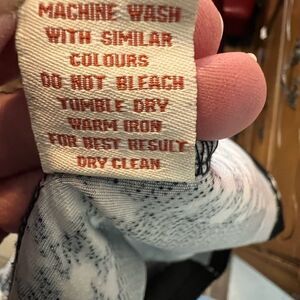 MACHINE WASH
WITH SIMILAR
COLOURS
DO NOT BLEACH
TUMBLE DRY
WARM IRON
FOR BEST RESULT
DRY CLEAN